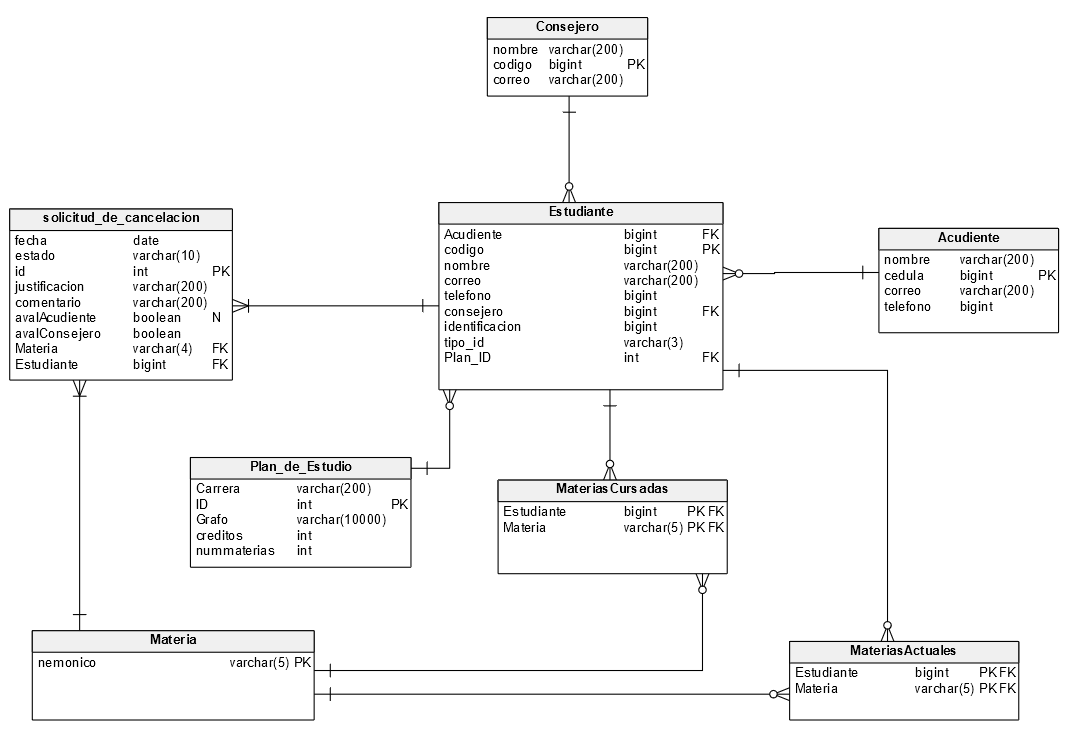 Consejero
nombre varchar(200)
codigo bigint PK
correo varchar(200)
solicitud_de_cancelacion
fecha date
estado varchar(10)
id int PK
justificacion varchar(200)
comentario varchar(200)
avalAcudiente boolean N
avalConsejero boolean
Materia varchar(4) FK
Estudiante bigint FK
Estudiante
Acudiente bigint FK
codigo bigint PK
nombre varchar(200)
correo varchar(200)
telefono bigint
consejero bigint FK
identificacion bigint
tipo_id varchar(3)
Plan_ID int FK
Acudiente
nombre varchar(200)
cedula bigint PK
correo varchar(200)
telefono bigint
Plan_de_Estudio
Carrera varchar(200)
ID int PK
Grafo varchar(10000)
creditos int
nummaterias int
MateriasCursadas
Estudiante bigint PK FK
Materia varchar(5) PK FK
Materia
nemonico varchar(5) PK
MateriasActuales
Estudiante bigint PK FK
Materia varchar(5) PK FK